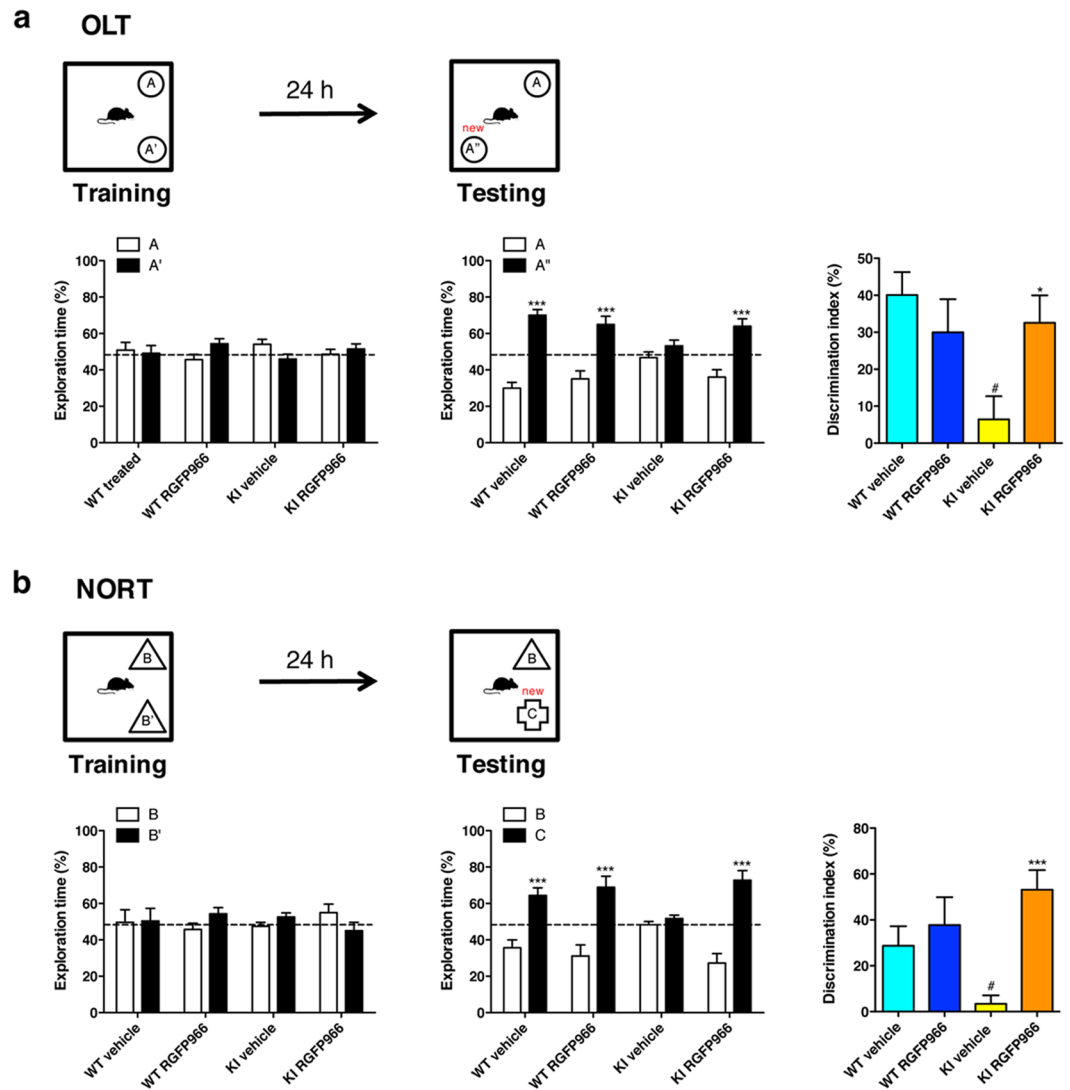 a
OLT
A
A'
24 h
A
new
A"
Training
Testing
A
A'
Exploration time (%)
100
80
60
40
20
0
WT treated
WT RGFP966
KI vehicle
KI RGFP966
A
A"
Exploration time (%)
100
80
60
40
20
0
***
***
***
WT vehicle
WT RGFP966
KI vehicle
KI RGFP966
Discrimination index (%)
50
40
30
20
10
0
#
*
WT vehicle
WT RGFP966
KI vehicle
KI RGFP966
b
NORT
B
B'
24 h
B
new
C
Training
Testing
B
B'
Exploration time (%)
100
80
60
40
20
0
WT vehicle
WT RGFP966
KI vehicle
KI RGFP966
B
C
Exploration time (%)
100
80
60
40
20
0
***
***
***
WT vehicle
WT RGFP966
KI vehicle
KI RGFP966
Discrimination index (%)
80
60
40
20
0
#
***
WT vehicle
WT RGFP966
KI vehicle
KI RGFP966